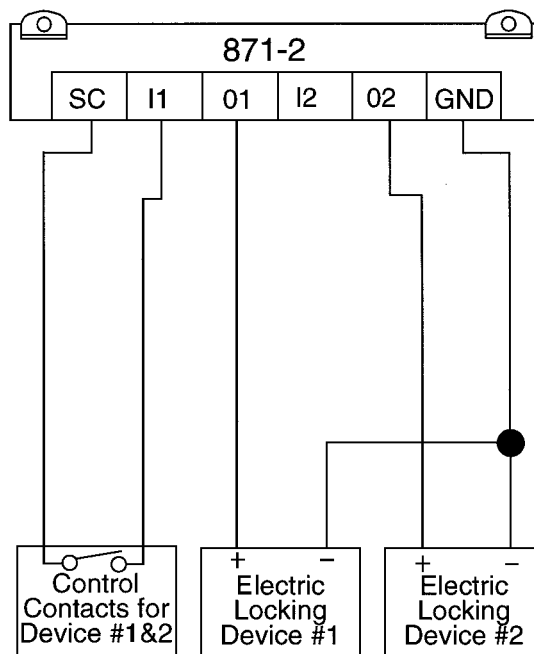 871-2
SC I1 01 I2 02 GND
+ - + -
Control
Contacts for
Device #1&2
Electric
Locking
Device #1
Electric
Locking
Device #2